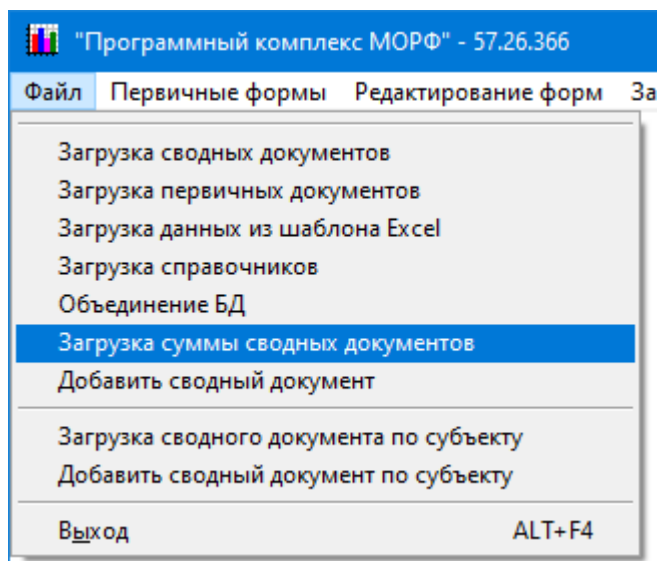 "Программный комплекс МОРФ" - 57.26.366
Файл Первичные формы Редактирование форм За
Загрузка сводных документов
Загрузка первичных документов
Загрузка данных из шаблона Excel
Загрузка справочников
Объединение БД
Загрузка суммы сводных документов
Добавить сводный документ
Загрузка сводного документа по субъекту
Добавить сводный документ по субъекту
Выход ALT+F4